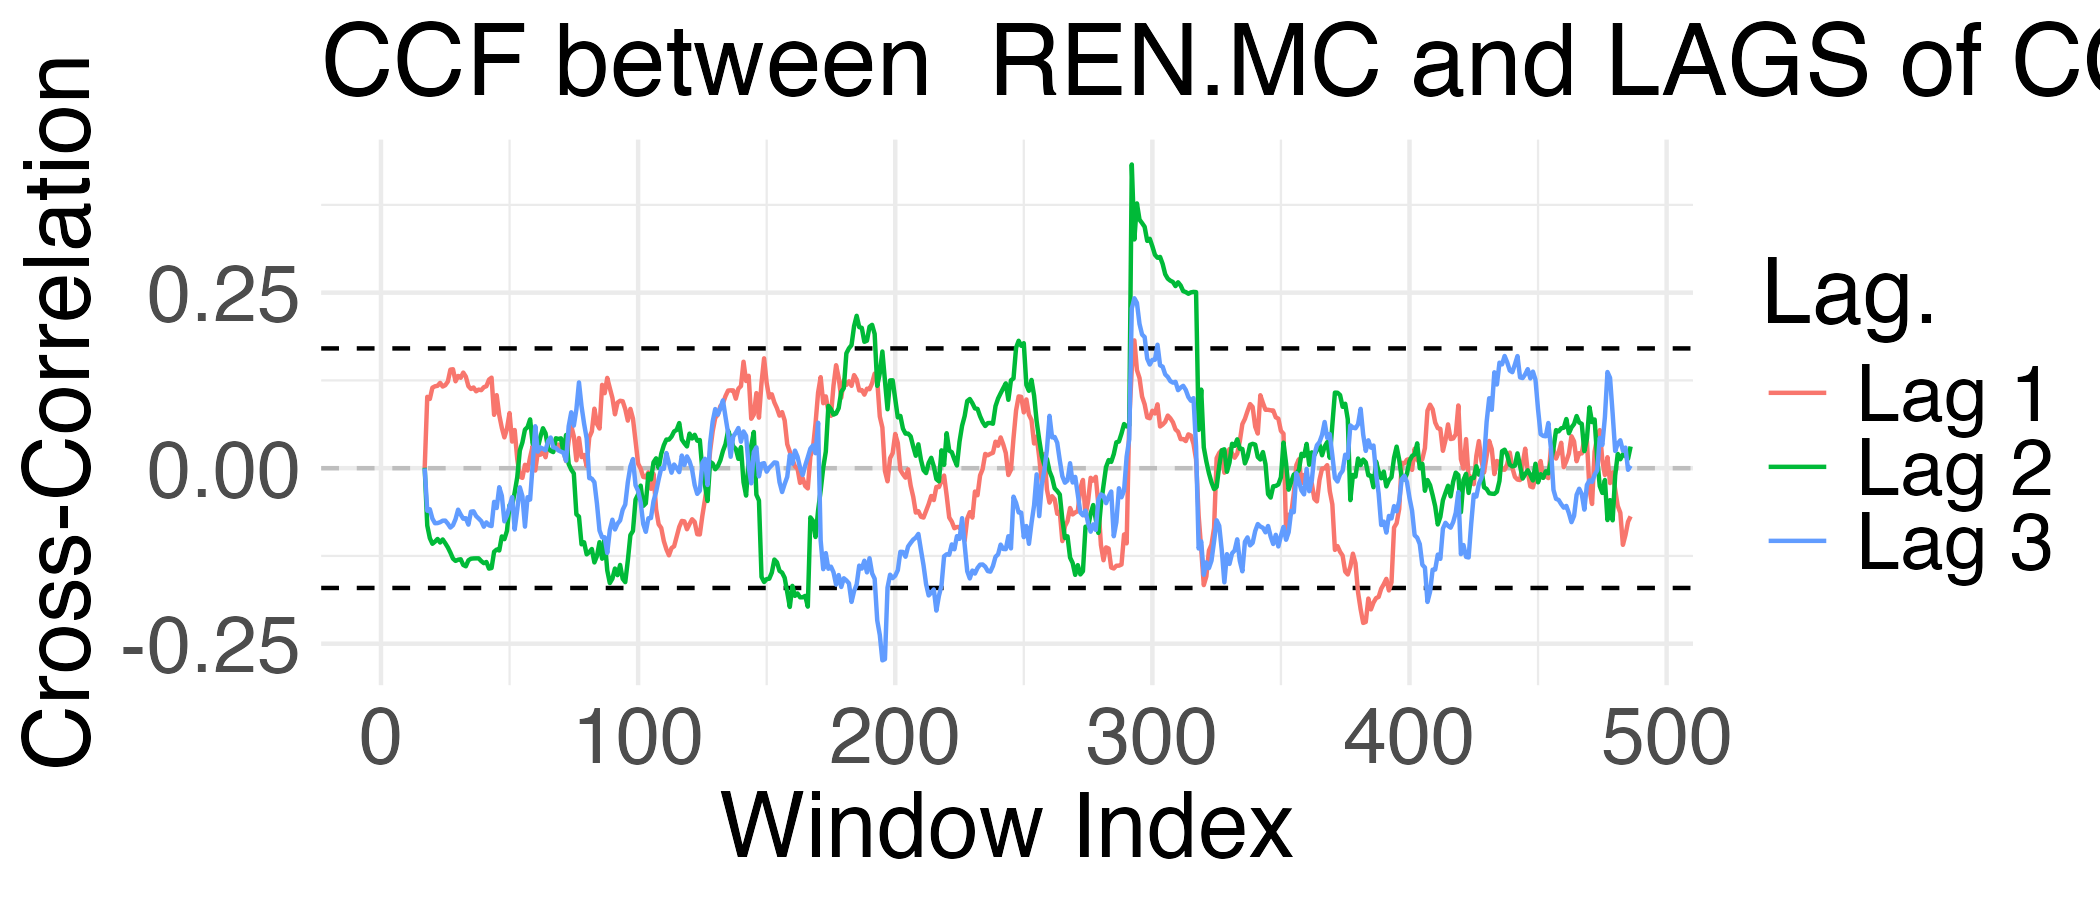 CCF between REN.MC and LAGS of
Cross-Correlation
0.25
0.00
-0.25
0 100 200 300 400 500
Window Index
Lag.
Lag 1
Lag 2
Lag 3